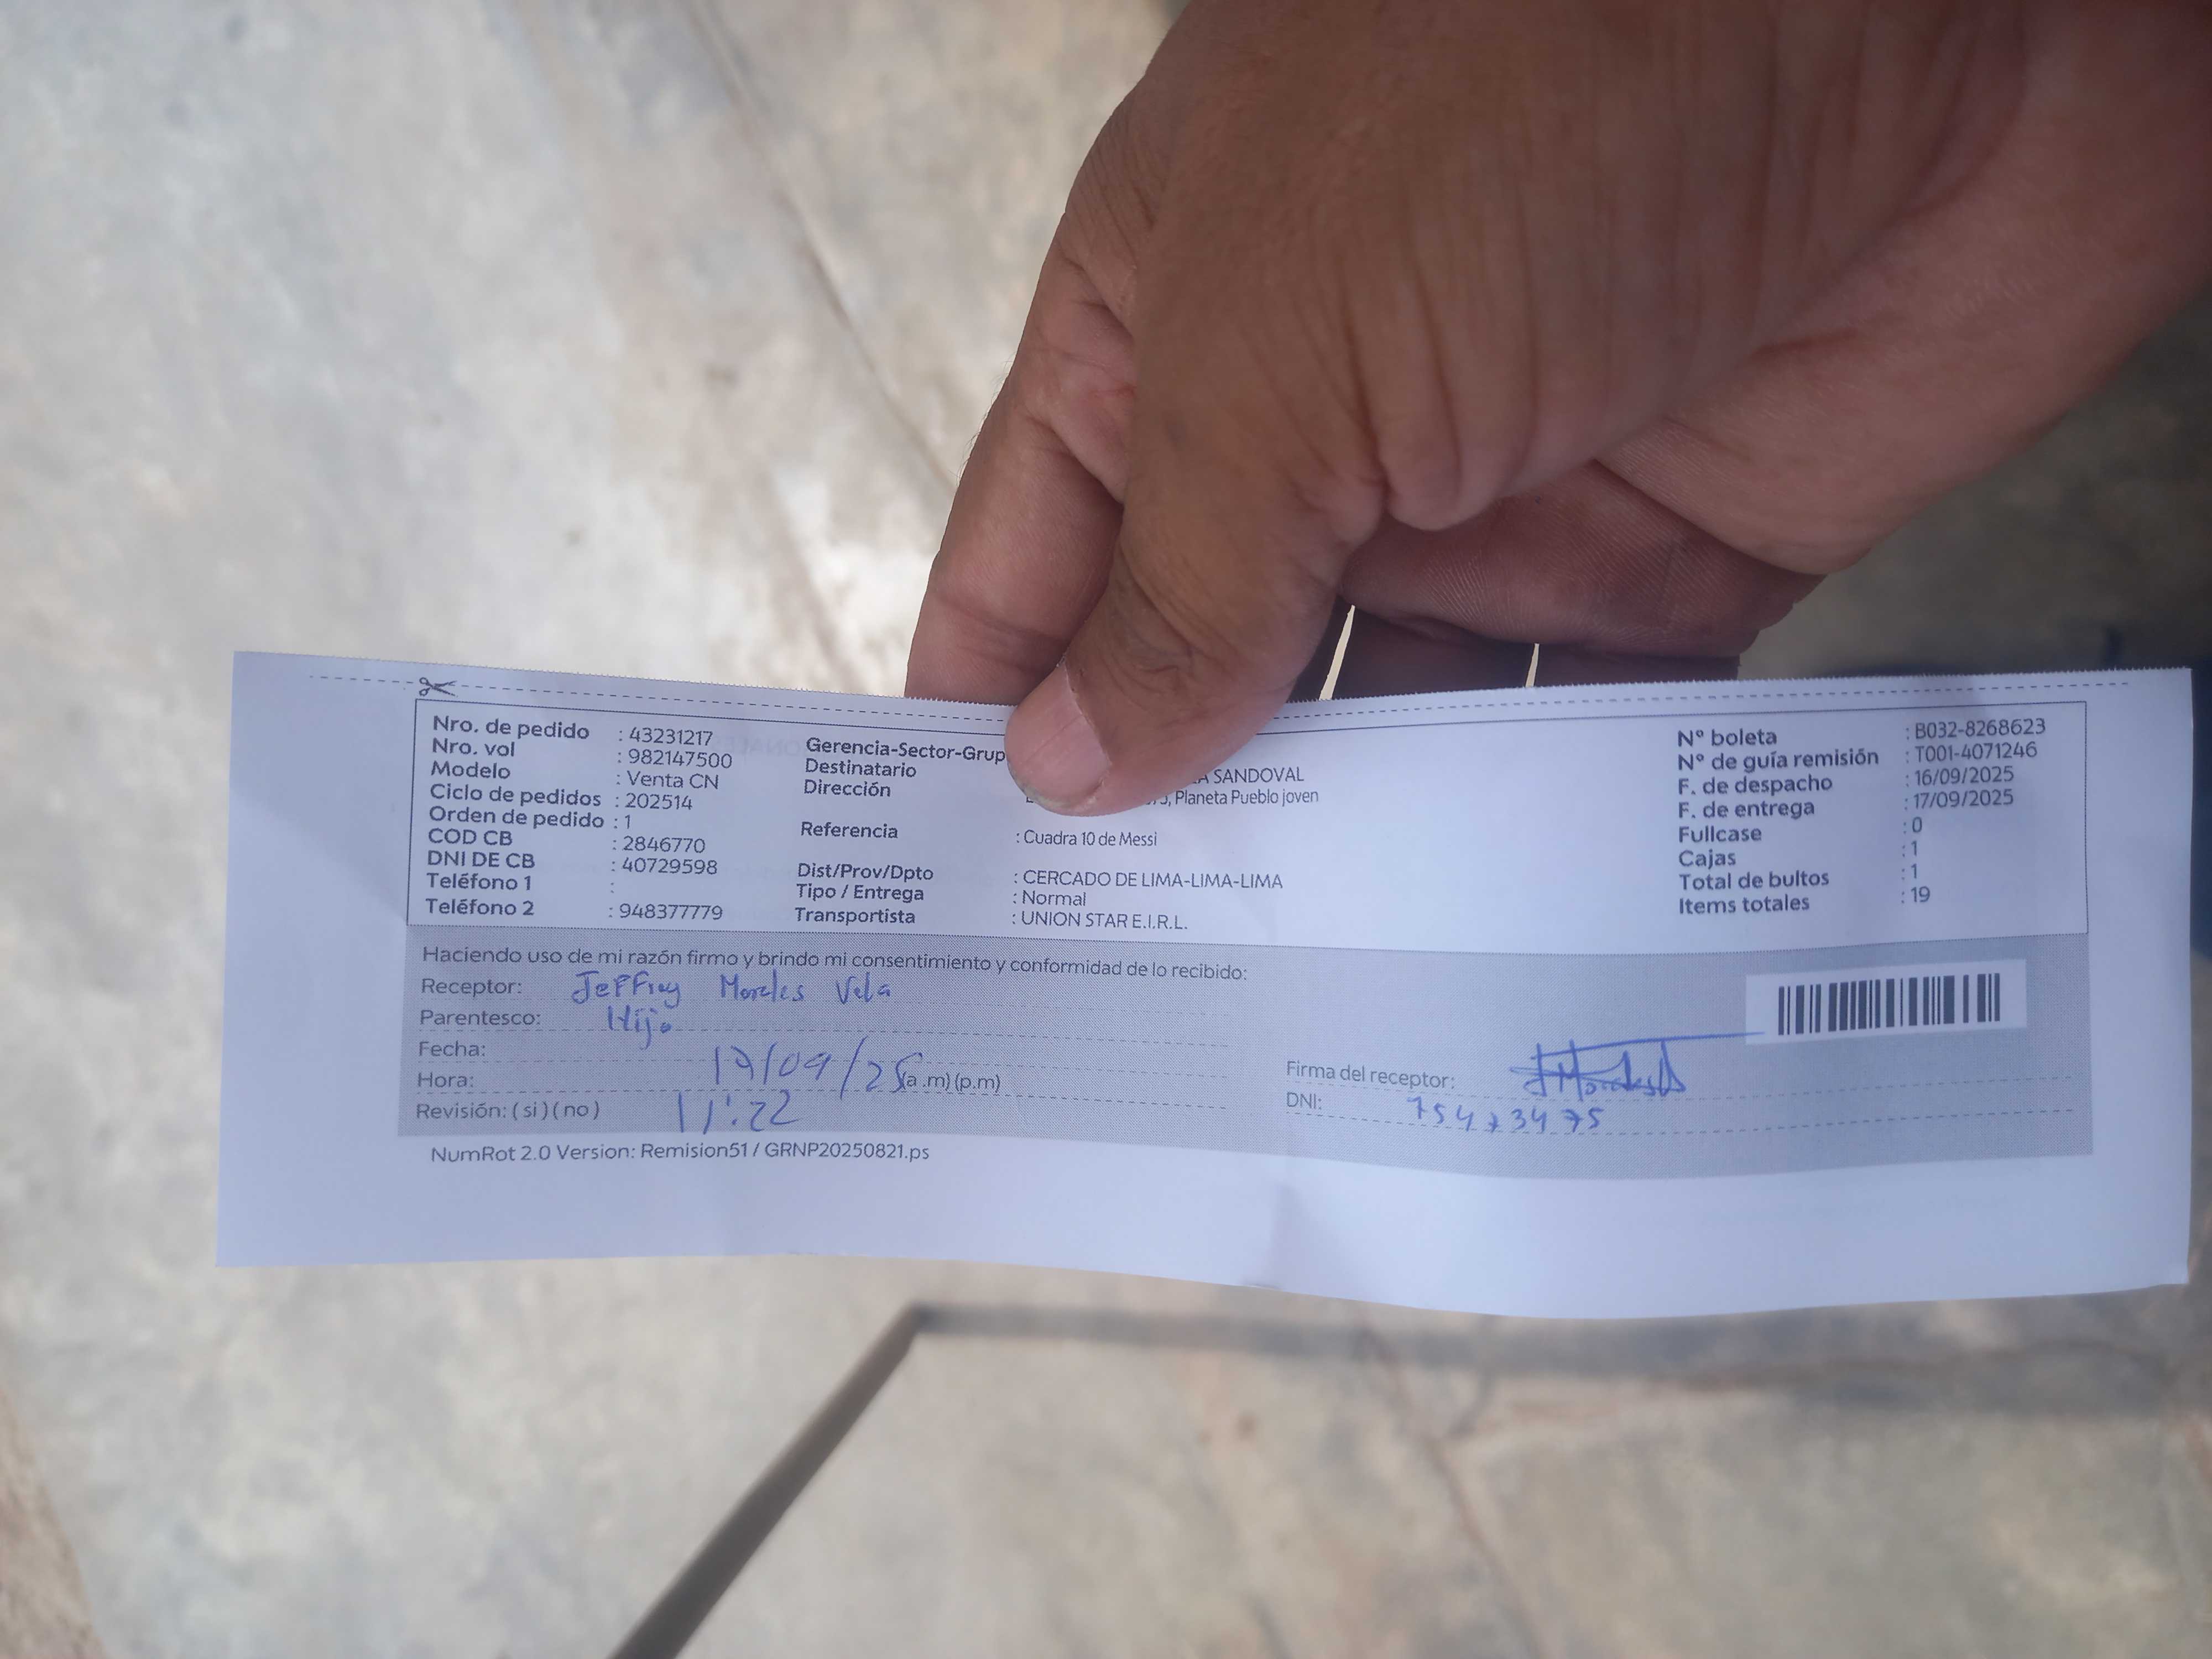 Nro. de pedido : 43231217
Nro. vol : 982147500
Modelo : Venta CN
Ciclo de pedidos : 202514
Orden de pedido : 1
COD CB : 2846770
DNI DE CB : 40729598
Teléfono 1 :
Teléfono 2 : 948377779
Gerencia-Sector-Grup
Destinatario SANDOVAL
Dirección , Planeta Pueblo joven
Referencia : Cuadra 10 de Messi
Dist/Prov/Dpto : CERCADO DE LIMA-LIMA-LIMA
Tipo / Entrega : Normal
Transportista : UNION STAR E.I.R.L.
N° boleta : B032-8268623
N° de guía remisión : T001-4071246
F. de despacho : 16/09/2025
F. de entrega : 17/09/2025
Fullcase : 0
Cajas : 1
Total de bultos : 1
Items totales : 19
Haciendo uso de mi razón firmo y brindo mi consentimiento y conformidad de lo recibido:
Receptor: Jeffrey Morales Vela
Parentesco: Hijo
Fecha: 17/09/25
Hora: (a.m) (p.m)
Revisión: ( si ) ( no ) 11:22
Firma del receptor: JMorales
DNI: 75473475
NumRot 2.0 Version: Remision51 / GRNP20250821.ps